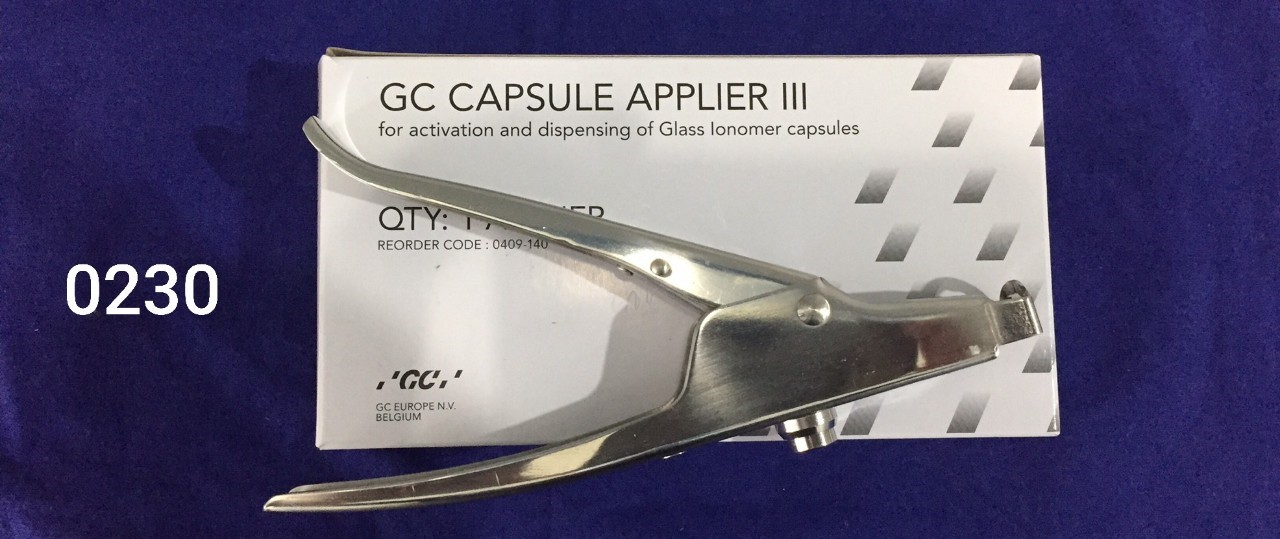 GC CAPSULE APPLIER III
for activation and dispensing of Glass Ionomer capsules
QTY: 1
REORDER CODE : 0409-140
0230
'GC'
GC EUROPE N.V.
BELGIUM